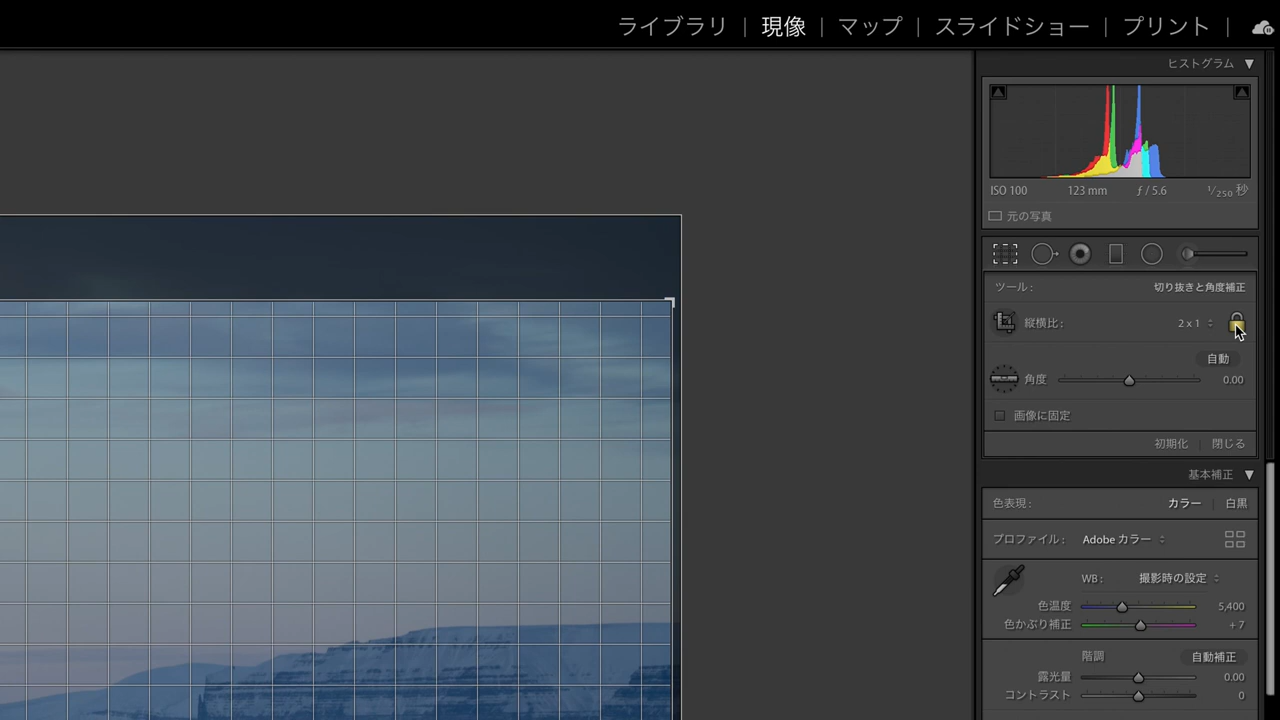 ライブラリ | 現像 | マップ | スライドショー | プリント |
ヒストグラム
ISO 100 123 mm ƒ / 5.6 1/250 秒
元の写真
ツール : 切り抜きと角度補正
縦横比 : 2 x 1
自動
角度 0.00
画像に固定
初期化 | 閉じる
基本補正
色表現 : カラー | 白黒
プロファイル : Adobe カラー
WB : 撮影時の設定
色温度 5,400
色かぶり補正 + 7
階調 自動補正
露光量 0.00
コントラスト 0